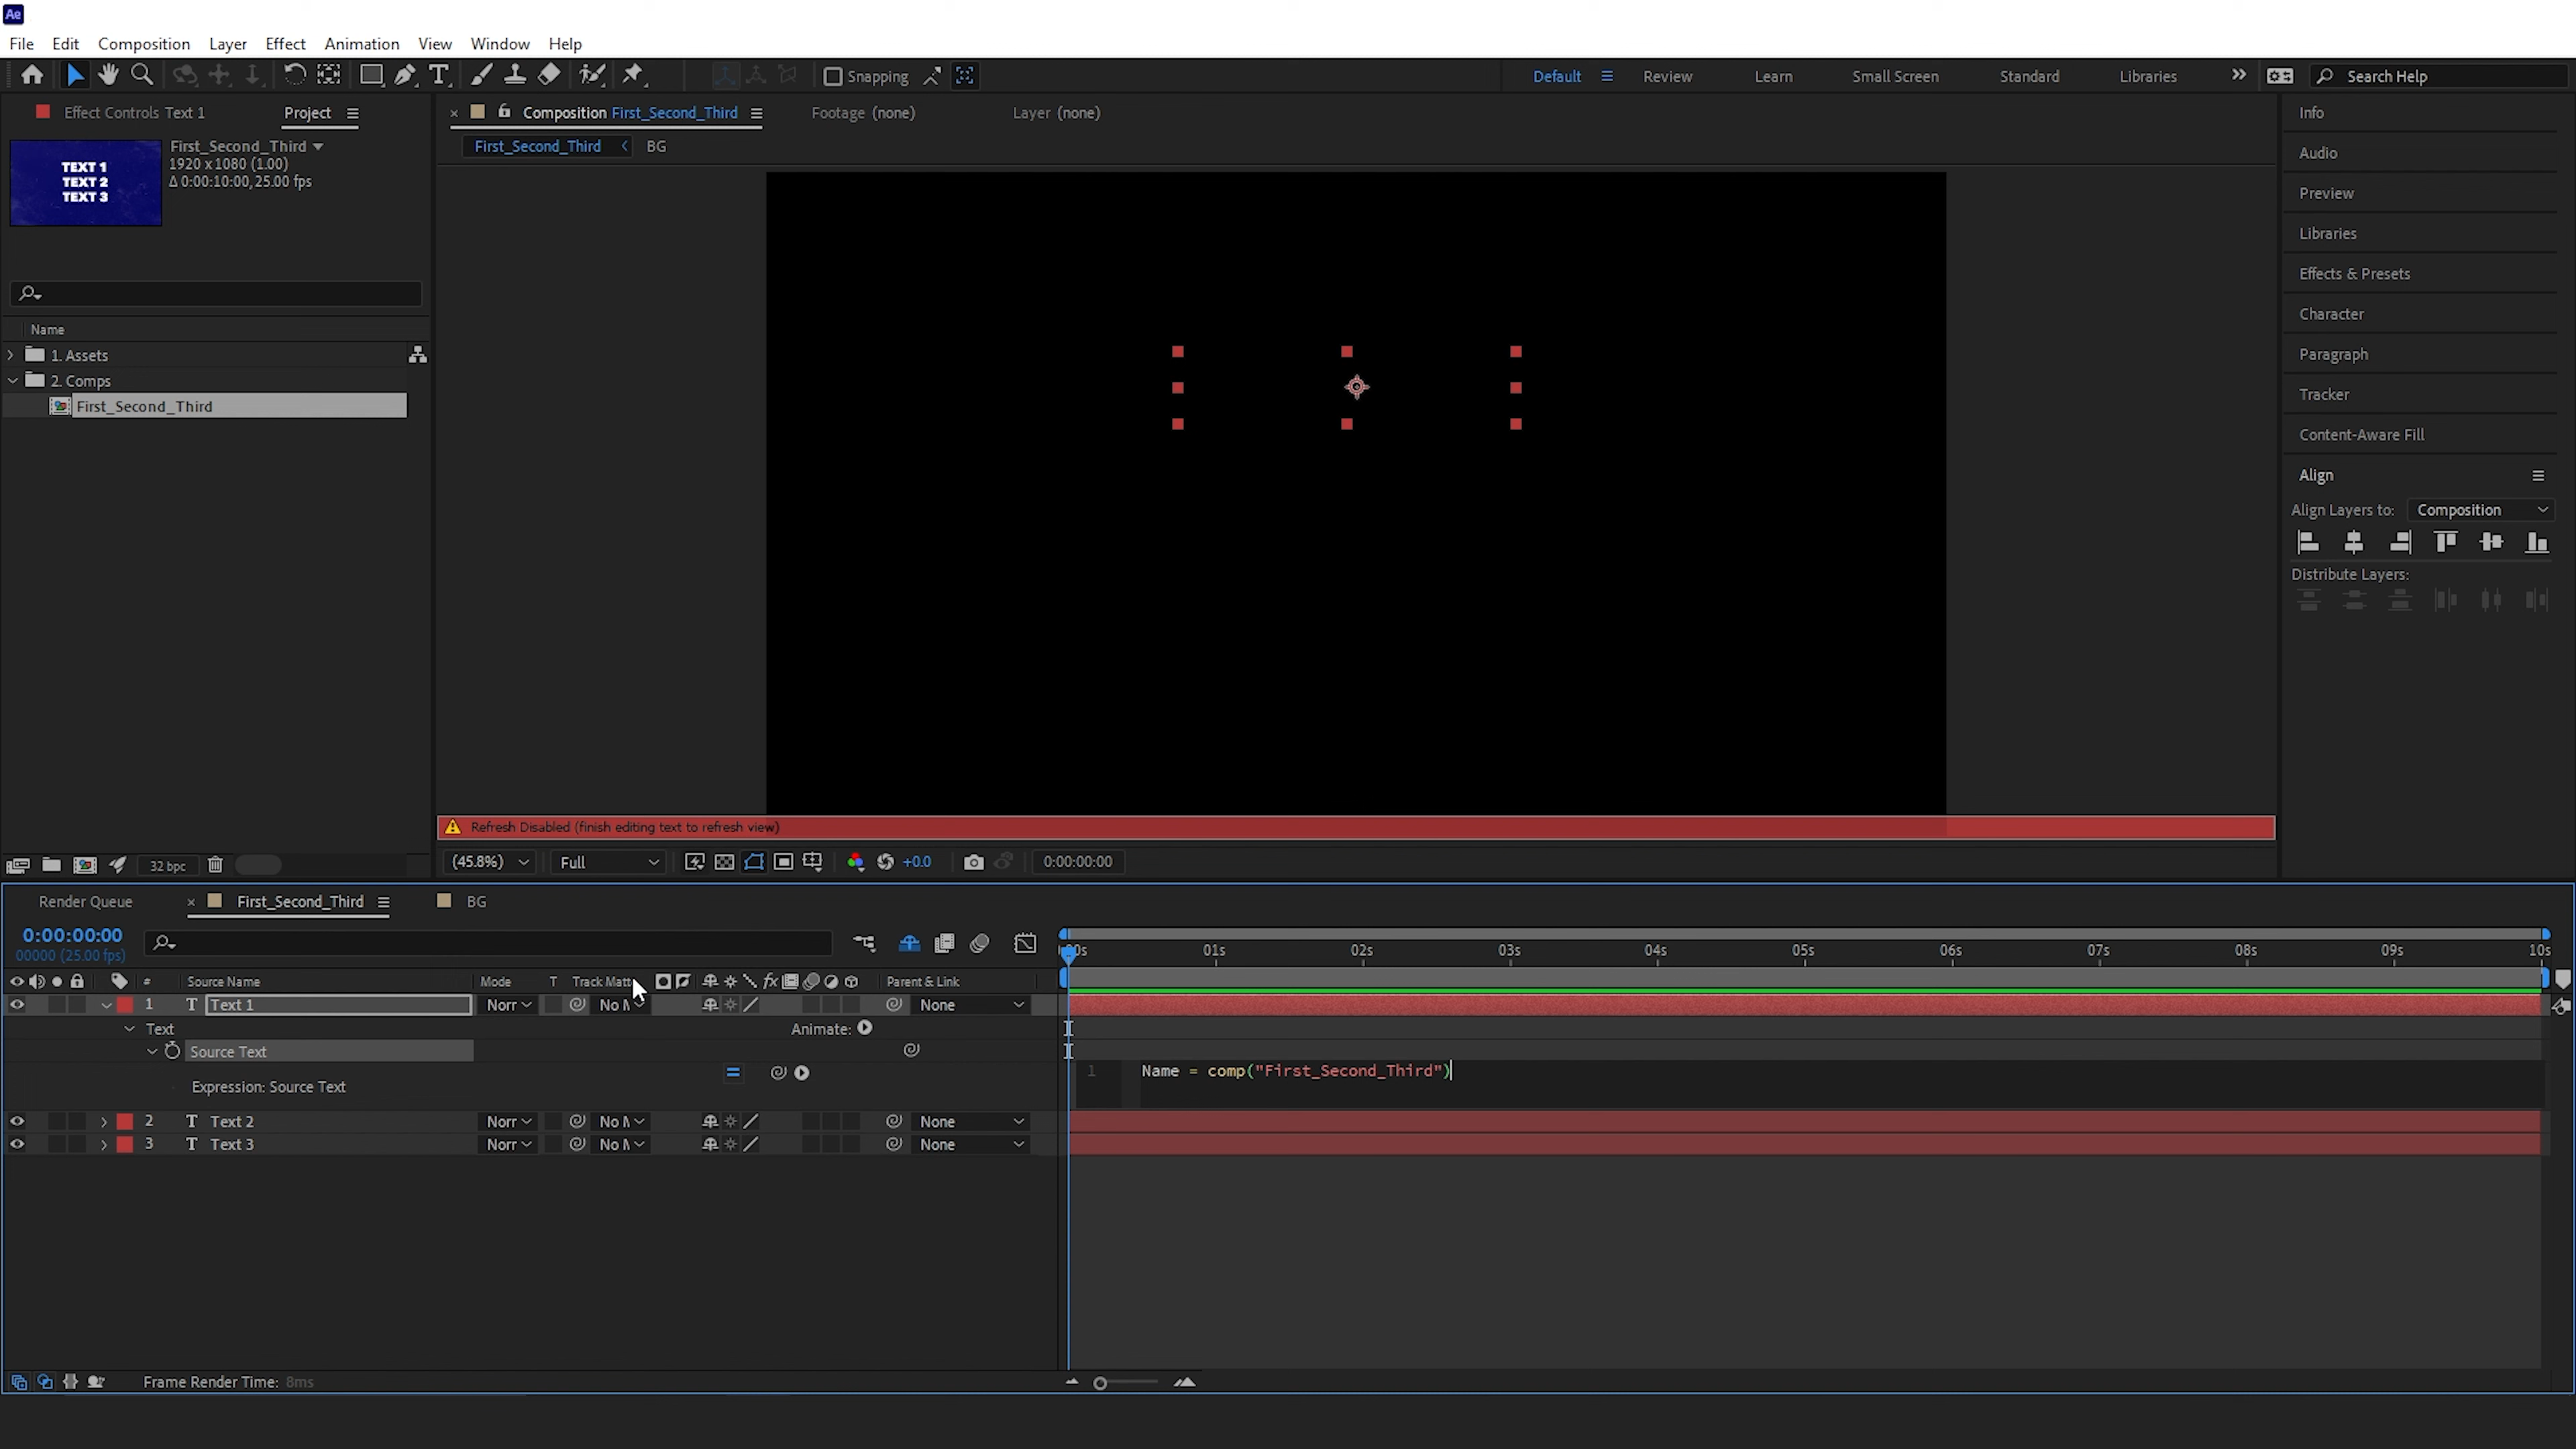 Ae
File Edit Composition Layer Effect Animation View Window Help
Snapping
Default Review Learn Small Screen Standard Libraries Search Help
Effect Controls Text 1 Project
First_Second_Third
1920 x 1080 (1.00)
Δ 0:00:10:00, 25.00 fps
TEXT 1
TEXT 2
TEXT 3
Name
1. Assets
2. Comps
First_Second_Third
32 bpc
Composition First_Second_Third Footage (none) Layer (none)
First_Second_Third BG
Refresh Disabled (finish editing text to refresh view)
(45.8%) Full +0.0 0:00:00:00
Info
Audio
Preview
Libraries
Effects & Presets
Character
Paragraph
Tracker
Content-Aware Fill
Align
Align Layers to: Composition
Distribute Layers:
Render Queue First_Second_Third BG
0:00:00:00
00000 (25.00 fps)
00s 01s 02s 03s 04s 05s 06s 07s 08s 09s 10s
# Source Name Mode T Track Matt fx Parent & Link
1 T Text 1 Norr No None
Text Animate:
Source Text
Expression: Source Text
1 Name = comp("First_Second_Third")
2 T Text 2 Norr No None
3 T Text 3 Norr No None
Frame Render Time: 8ms